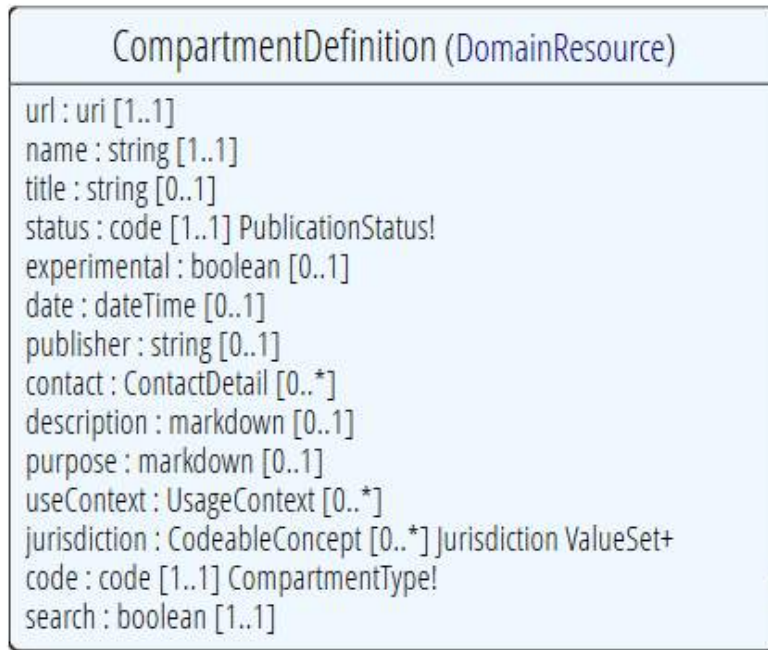 CompartmentDefinition (DomainResource)
url : uri [1..1]
name : string [1..1]
title : string [0..1]
status : code [1..1] PublicationStatus!
experimental : boolean [0..1]
date : dateTime [0..1]
publisher : string [0..1]
contact : ContactDetail [0..*]
description : markdown [0..1]
purpose : markdown [0..1]
useContext : UsageContext [0..*]
jurisdiction : CodeableConcept [0..*] Jurisdiction ValueSet+
code : code [1..1] CompartmentType!
search : boolean [1..1]